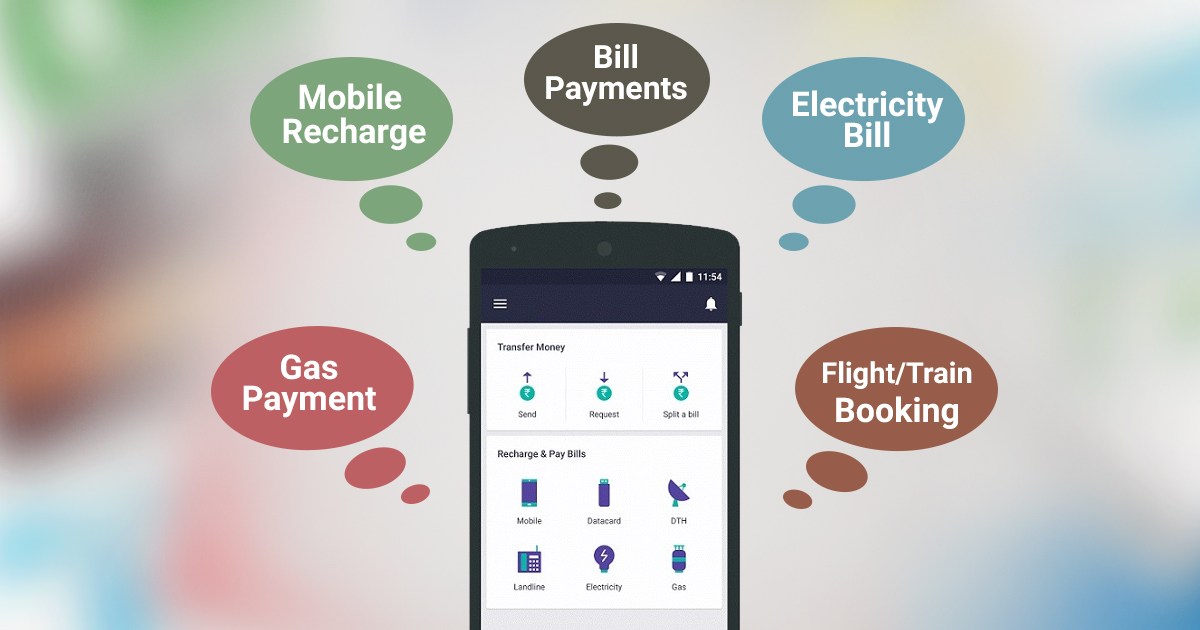 Bill
Payments
Mobile
Recharge
Electricity
Bill
Gas
Payment
Flight/Train
Booking
11:54
Transfer Money
₹
₹
₹
Send
Request
Split a bill
Recharge & Pay Bills
Mobile
Datacard
DTH
Landline
Electricity
Gas